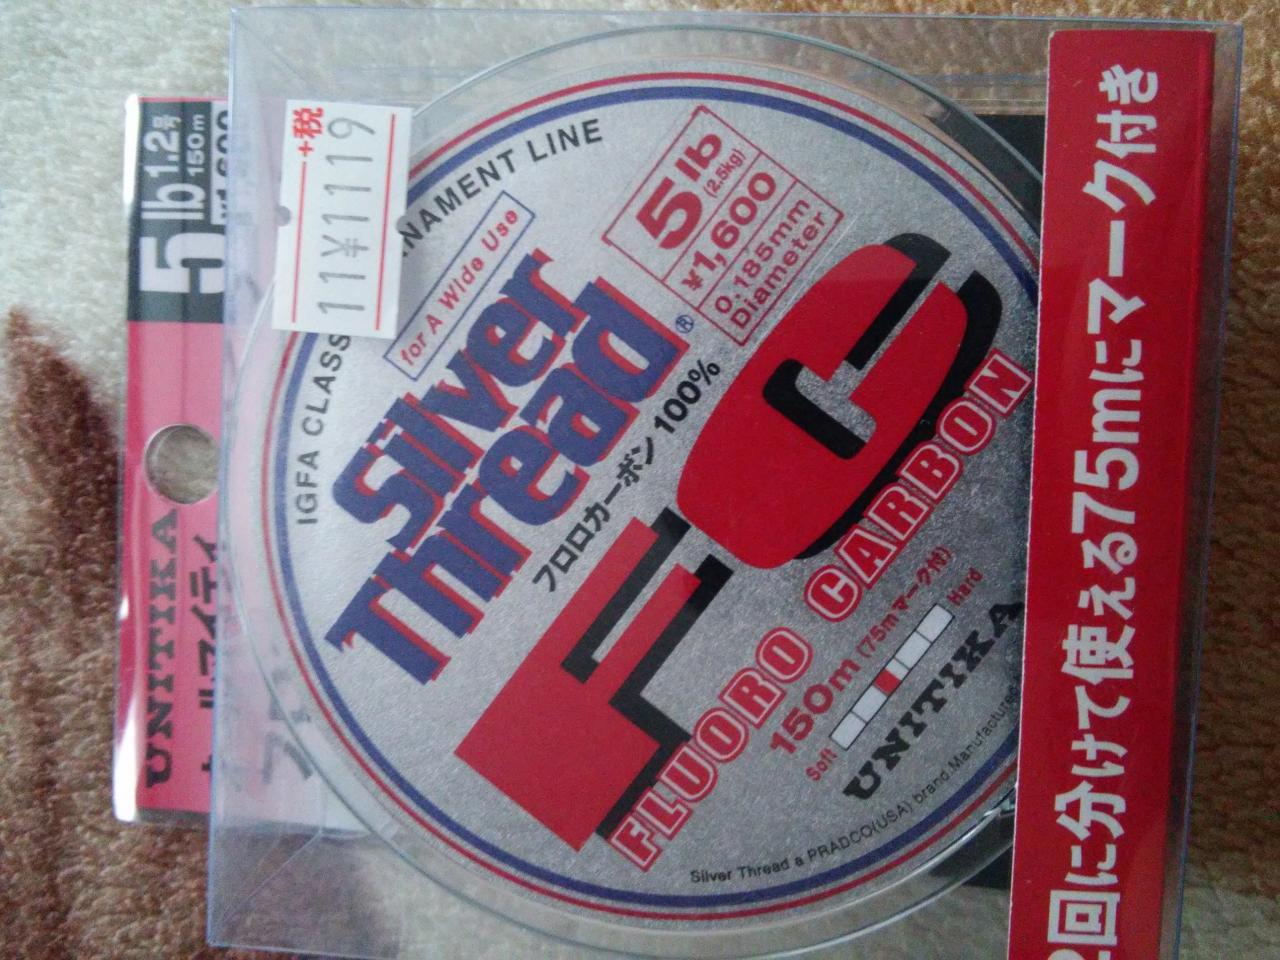 +税
11¥1119
5lb
1.2号
150m
UNITIKA
IGFA CLASS
NAMENT LINE
for A Wide Use
Silver
Thread®
フロロカーボン 100%
5lb
(2.5kg)
¥1,600
0.185mm
Diameter
FC
FLUORO CARBON
150m (75mマーク付)
Soft
Hard
UNITIKA
Silver Thread a PRADCO(USA) brand.Manufactured
2回に分けて使える75mにマーク付き